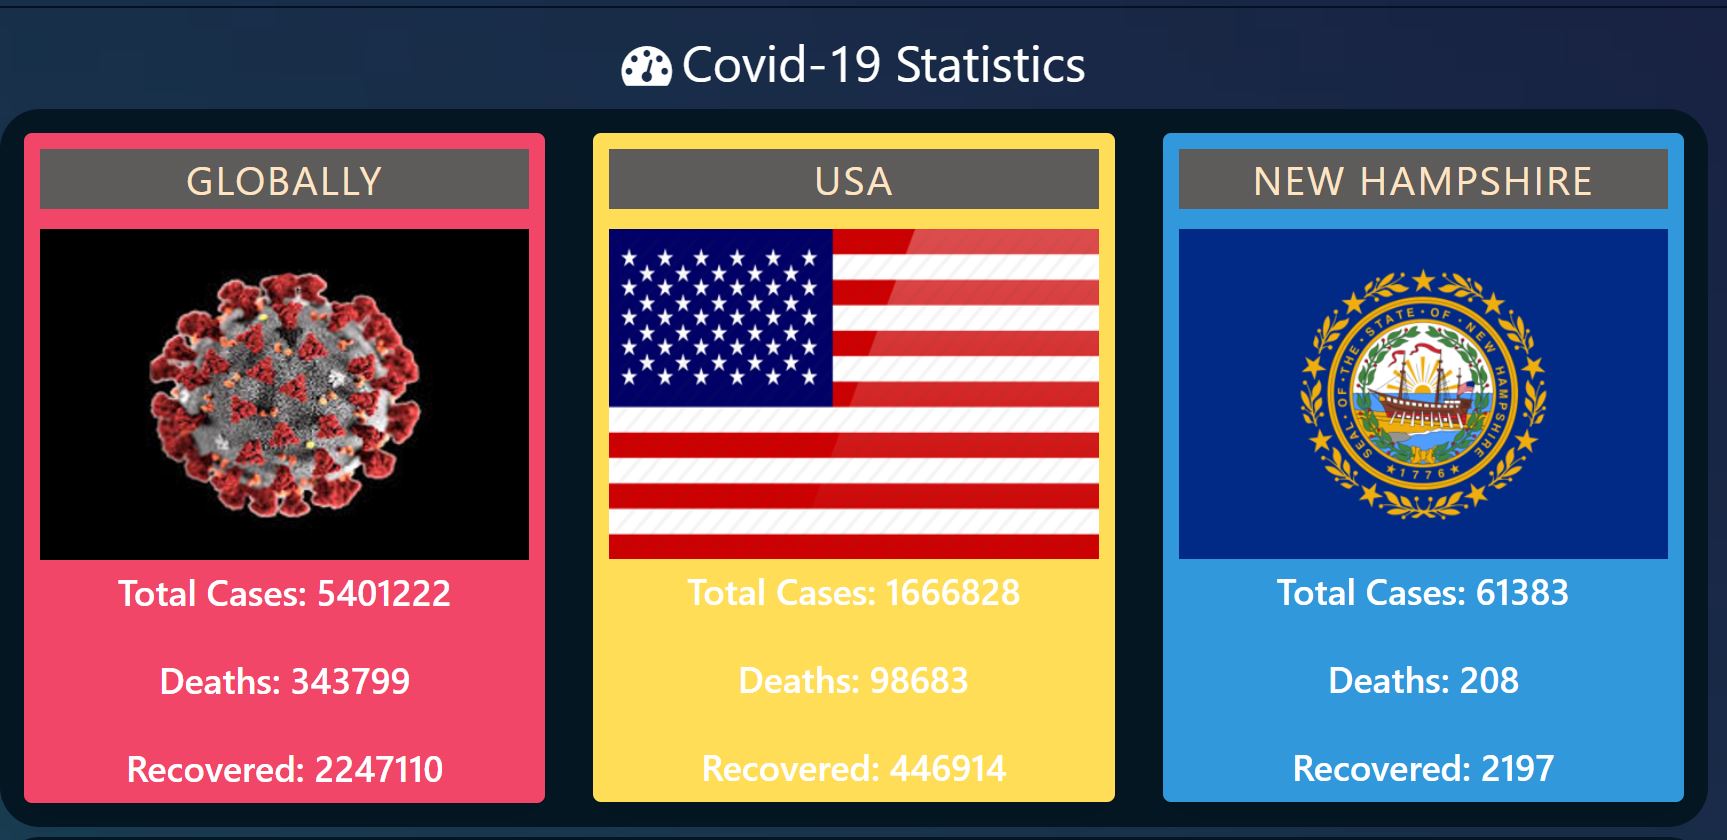 Covid-19 Statistics
GLOBALLY
Total Cases: 5401222
Deaths: 343799
Recovered: 2247110
USA
Total Cases: 1666828
Deaths: 98683
Recovered: 446914
NEW HAMPSHIRE
SEAL · OF · THE · STATE · OF · NEW HAMPSHIRE
1776
Total Cases: 61383
Deaths: 208
Recovered: 2197